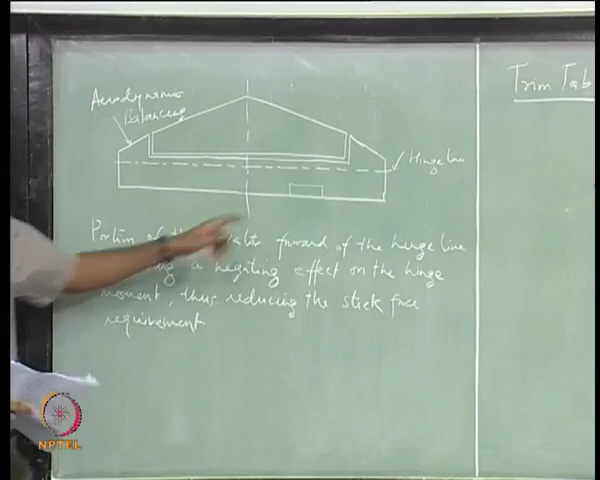 Aerodynamic
Balancing
Trim Tab
Hinge line
Portion of the forward of the hinge line
a negating effect on the hinge
moment, thus reducing the stick force
requirement.
NPTEL